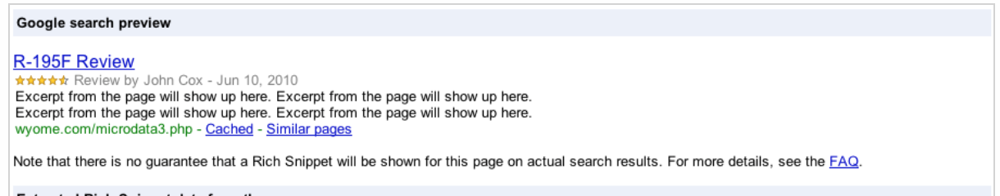 Google search preview
R-195F Review
Review by John Cox - Jun 10, 2010
Excerpt from the page will show up here. Excerpt from the page will show up here.
Excerpt from the page will show up here. Excerpt from the page will show up here.
wyome.com/microdata3.php - Cached - Similar pages
Note that there is no guarantee that a Rich Snippet will be shown for this page on actual search results. For more details, see the FAQ.